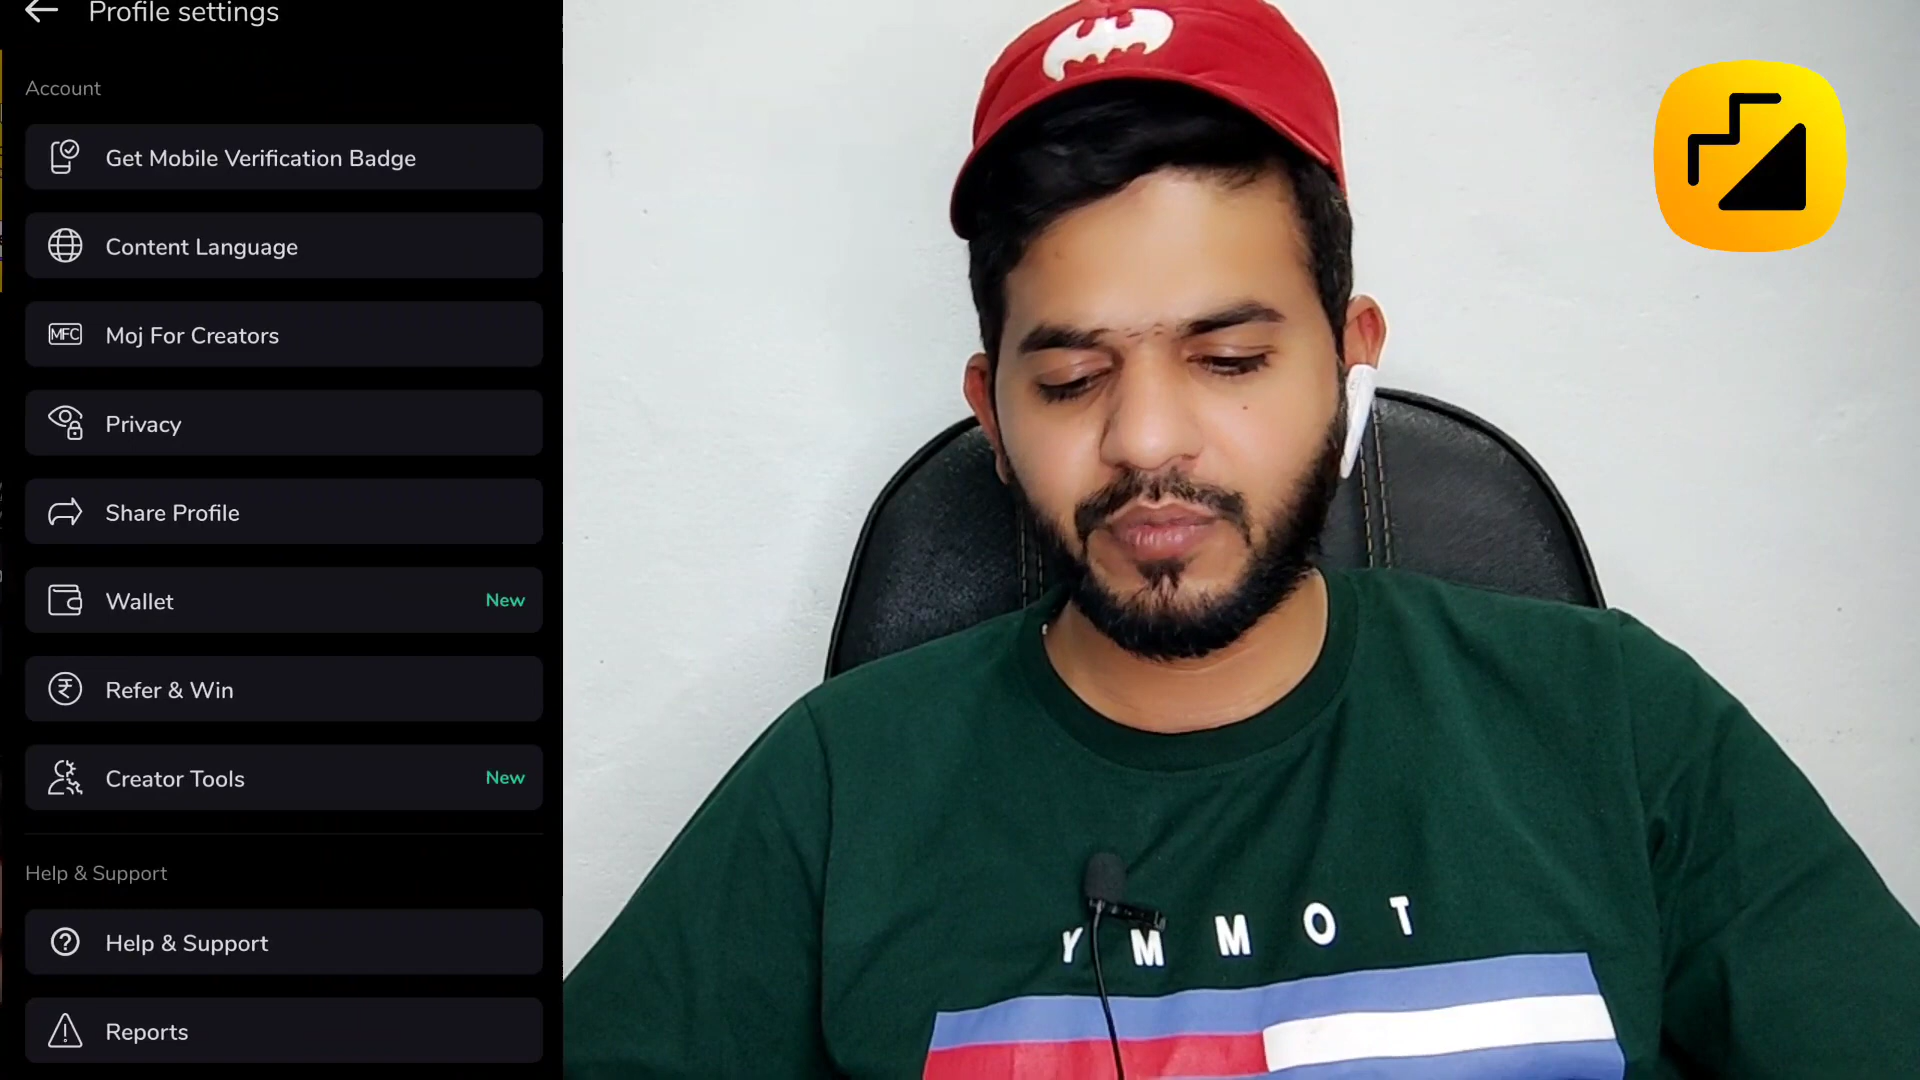 Profile settings
Account
Get Mobile Verification Badge
Content Language
MFC Moj For Creators
Privacy
Share Profile
Wallet New
Refer & Win
Creator Tools New
Help & Support
Help & Support
Reports
Y M M O T